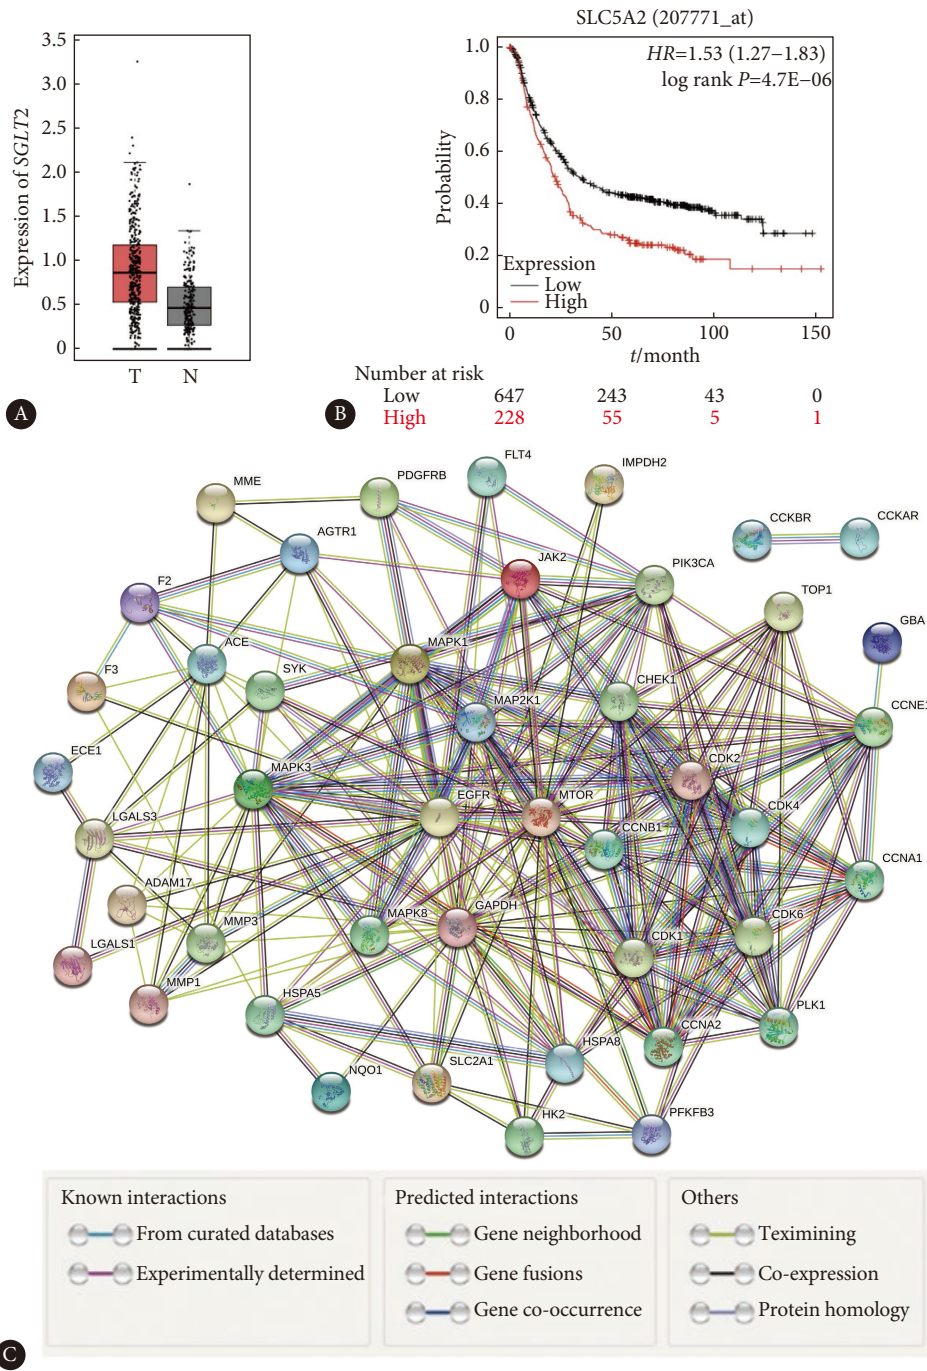 3.5
3.0
2.5
2.0
1.5
1.0
0.5
0
Expression of SGLT2
T
N
A
SLC5A2 (207771_at)
HR=1.53 (1.27−1.83)
log rank P=4.7E−06
1.0
0.8
0.6
0.4
0.2
0
Probability
Expression
Low
High
0
50
100
150
t/month
Number at risk
Low 647 243 43 0
High 228 55 5 1
B
FLT4
IMPDH2
PDGFRB
MME
CCKBR
CCKAR
AGTR1
JAK2
PIK3CA
F2
TOP1
GBA
MAPK1
ACE
F3
SYK
CHEK1
MAP2K1
CCNE1
ECE1
CDK2
MAPK3
EGFR
MTOR
CDK4
LGALS3
CCNB1
CCNA1
ADAM17
MMP3
MAPK8
GAPDH
CDK6
LGALS1
CDK1
MMP1
HSPA5
PLK1
CCNA2
HSPA8
NQO1
SLC2A1
HK2
PFKFB3
Known interactions
From curated databases
Experimentally determined
Predicted interactions
Gene neighborhood
Gene fusions
Gene co-occurrence
Others
Teximining
Co-expression
Protein homology
C